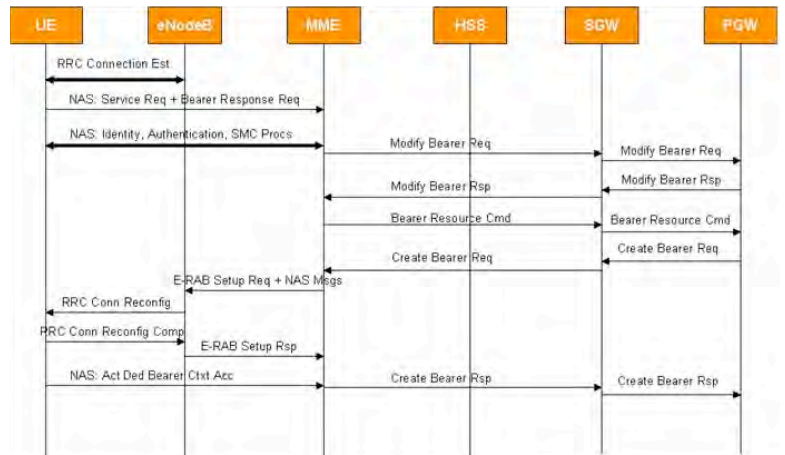 UE eNodeB MME HSS SGW PGW
RRC Connection Est
NAS: Service Req + Bearer Response Req
NAS: Identity, Authentication, SMC Procs
Modify Bearer Req
Modify Bearer Req
Modify Bearer Rsp
Modify Bearer Rsp
Bearer Resource Cmd
Bearer Resource Cmd
Create Bearer Req
Create Bearer Req
E-RAB Setup Req + NAS Msgs
RRC Conn Reconfig
RRC Conn Reconfig Comp
E-RAB Setup Rsp
NAS: Act Ded Bearer Ctxt Acc
Create Bearer Rsp
Create Bearer Rsp